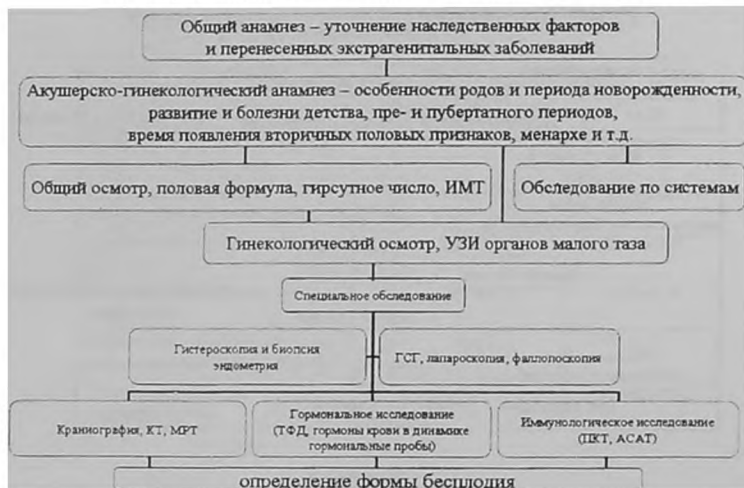 Общий анамнез – уточнение наследственных факторов
и перенесенных экстрагенитальных заболеваний
Акушерско-гинекологический анамнез – особенности родов и периода новорожденности,
развитие и болезни детства, пре- и пубертатного периодов,
время появления вторичных половых признаков, менархе и т.д.
Общий осмотр, половая формула, гирсутное число, ИМТ
Обследование по системам
Гинекологический осмотр, УЗИ органов малого таза
Специальное обследование
Гистероскопия и биопсия
эндометрия
ГСГ, лапароскопия, фаллопоскопия
Краниография, КТ, МРТ
Гормональное исследование
(ТФД, гормоны крови в динамике
гормональные пробы)
Иммунологическое исследование
(ПКТ, АСАТ)
определение формы бесплодия